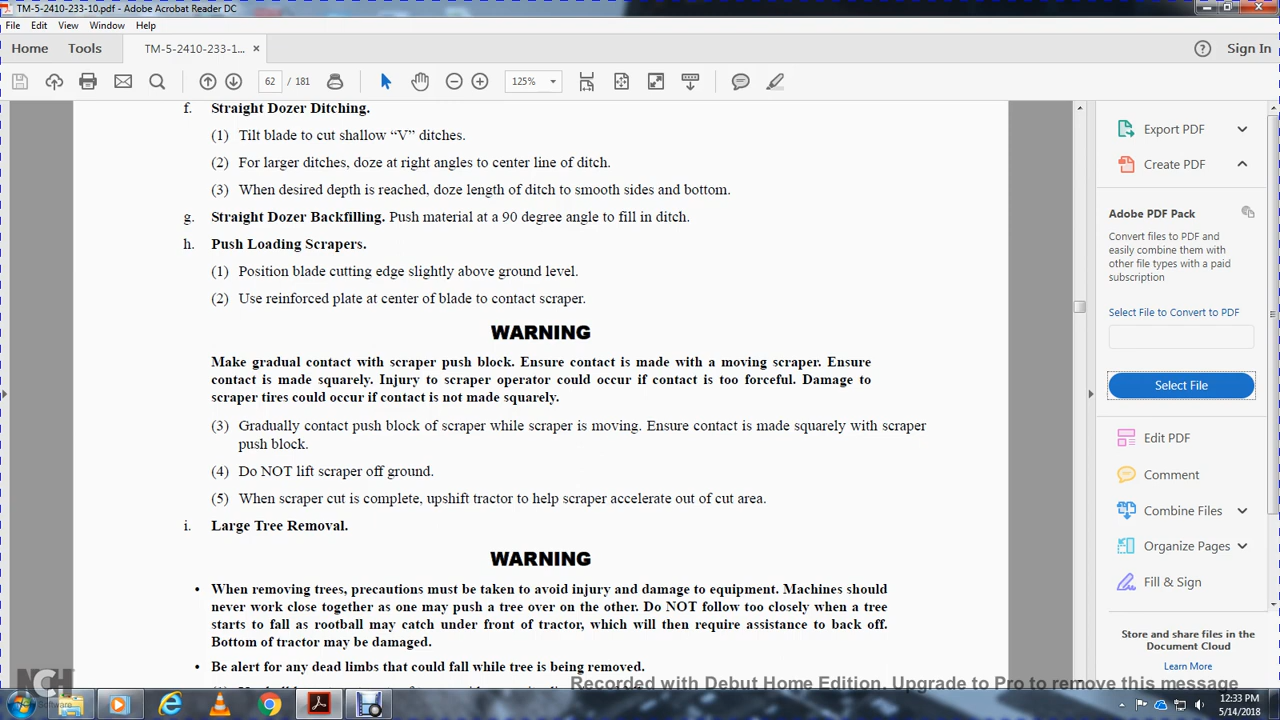 TM-5-2410-233-10.pdf - Adobe Acrobat Reader DC
File Edit View Window Help
Home Tools TM-5-2410-233-1... × Sign In
62 / 181 125%
f. Straight Dozer Ditching.
(1) Tilt blade to cut shallow “V” ditches.
(2) For larger ditches, doze at right angles to center line of ditch.
(3) When desired depth is reached, doze length of ditch to smooth sides and bottom.
g. Straight Dozer Backfilling. Push material at a 90 degree angle to fill in ditch.
h. Push Loading Scrapers.
(1) Position blade cutting edge slightly above ground level.
(2) Use reinforced plate at center of blade to contact scraper.
WARNING
Make gradual contact with scraper push block. Ensure contact is made with a moving scraper. Ensure
contact is made squarely. Injury to scraper operator could occur if contact is too forceful. Damage to
scraper tires could occur if contact is not made squarely.
(3) Gradually contact push block of scraper while scraper is moving. Ensure contact is made squarely with scraper
push block.
(4) Do NOT lift scraper off ground.
(5) When scraper cut is complete, upshift tractor to help scraper accelerate out of cut area.
i. Large Tree Removal.
WARNING
• When removing trees, precautions must be taken to avoid injury and damage to equipment. Machines should
never work close together as one may push a tree over on the other. Do NOT follow too closely when a tree
starts to fall as rootball may catch under front of tractor, which will then require assistance to back off.
Bottom of tractor may be damaged.
• Be alert for any dead limbs that could fall while tree is being removed.
Export PDF
Create PDF
Adobe PDF Pack
Convert files to PDF and
easily combine them with
other file types with a paid
subscription
Select File to Convert to PDF
Select File
Edit PDF
Comment
Combine Files
Organize Pages
Fill & Sign
Store and share files in the
Document Cloud
Learn More
NCH
Recorded with Debut Home Edition. Upgrade to Pro to remove this message
12:33 PM
5/14/2018